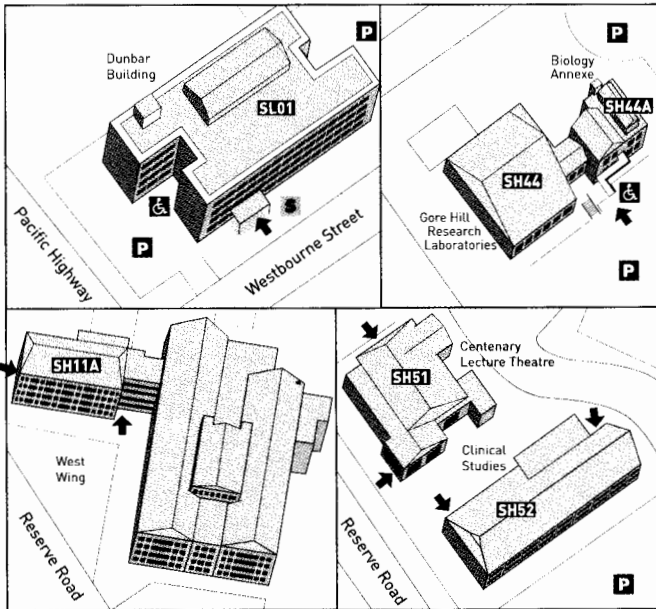 P
Dunbar
Building
SL01
P
S
Pacific Highway
Westbourne Street
P
Biology
Annexe
SH44A
SH44
Gore Hill
Research
Laboratories
P
SH11A
West
Wing
Reserve Road
Centenary
Lecture Theatre
SH51
Clinical
Studies
SH52
Reserve Road
P